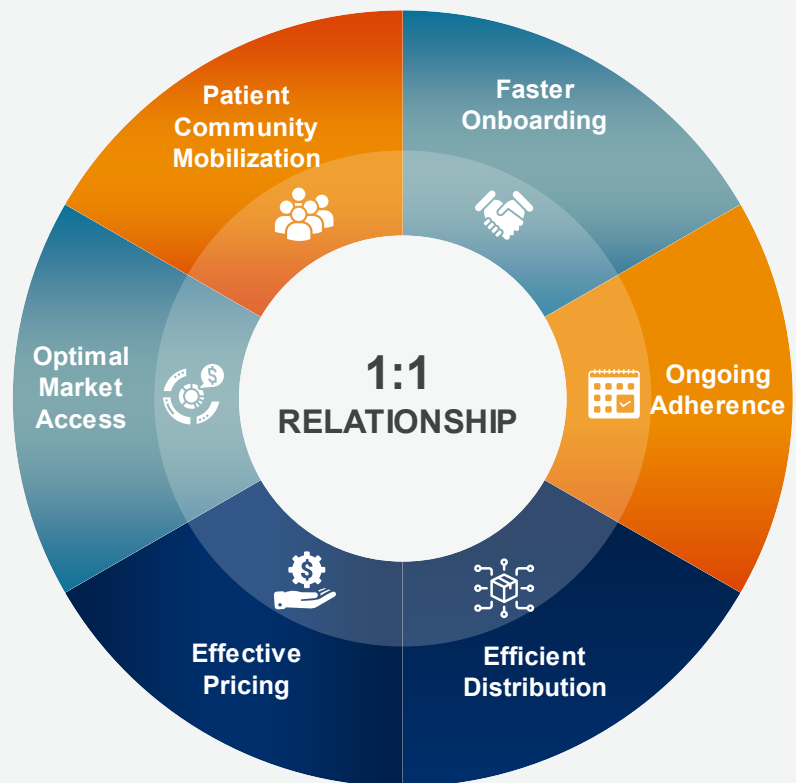 Patient
Community
Mobilization
Faster
Onboarding
Optimal
Market
Access
$
1:1
RELATIONSHIP
Ongoing
Adherence
$
Effective
Pricing
Efficient
Distribution